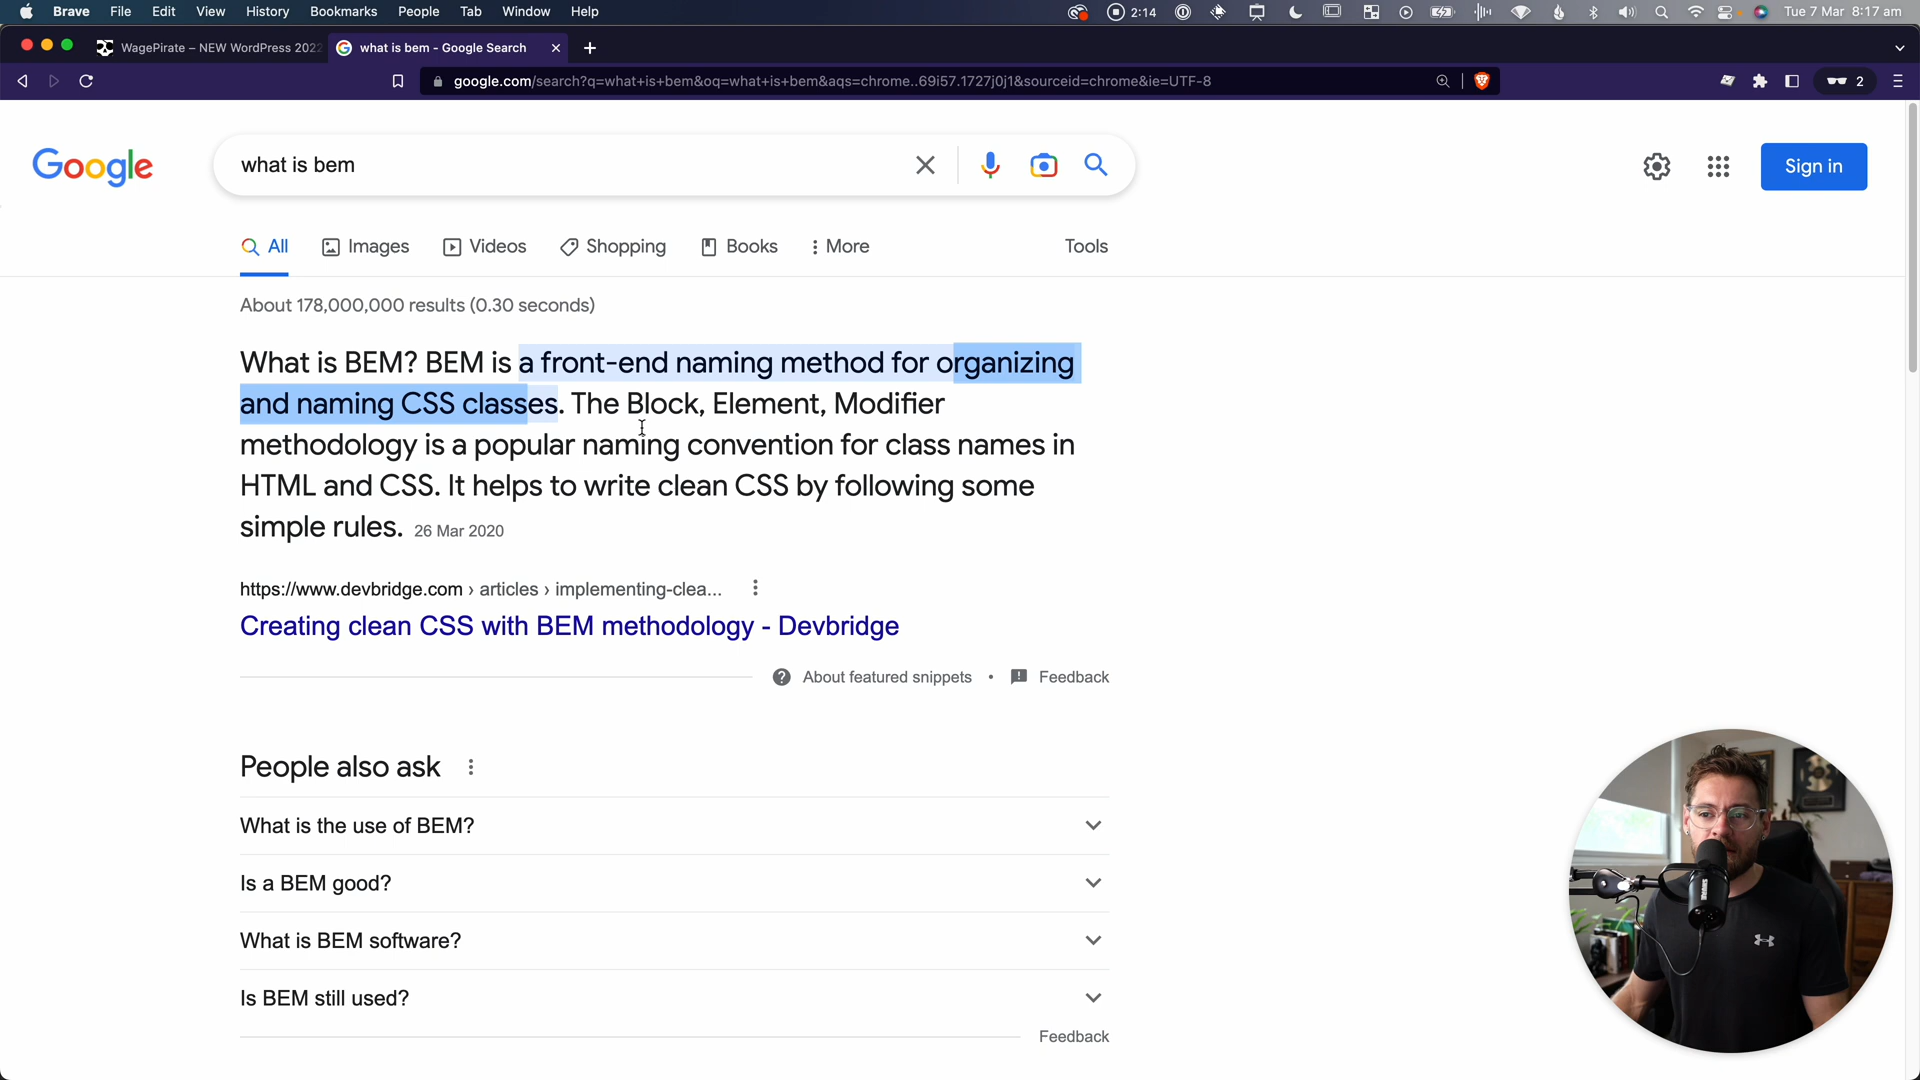 Brave File Edit View History Bookmarks People Tab Window Help 2:14 Tue 7 Mar 8:17 am
WagePirate – NEW WordPress 2022 what is bem - Google Search
google.com/search?q=what+is+bem&oq=what+is+bem&aqs=chrome..69i57.1727j0j1&sourceid=chrome&ie=UTF-8 2
Google what is bem Sign in
All Images Videos Shopping Books More Tools
About 178,000,000 results (0.30 seconds)
What is BEM? BEM is a front-end naming method for organizing
and naming CSS classes. The Block, Element, Modifier
methodology is a popular naming convention for class names in
HTML and CSS. It helps to write clean CSS by following some
simple rules. 26 Mar 2020
https://www.devbridge.com › articles › implementing-clea...
Creating clean CSS with BEM methodology - Devbridge
About featured snippets • Feedback
People also ask
What is the use of BEM?
Is a BEM good?
What is BEM software?
Is BEM still used?
Feedback